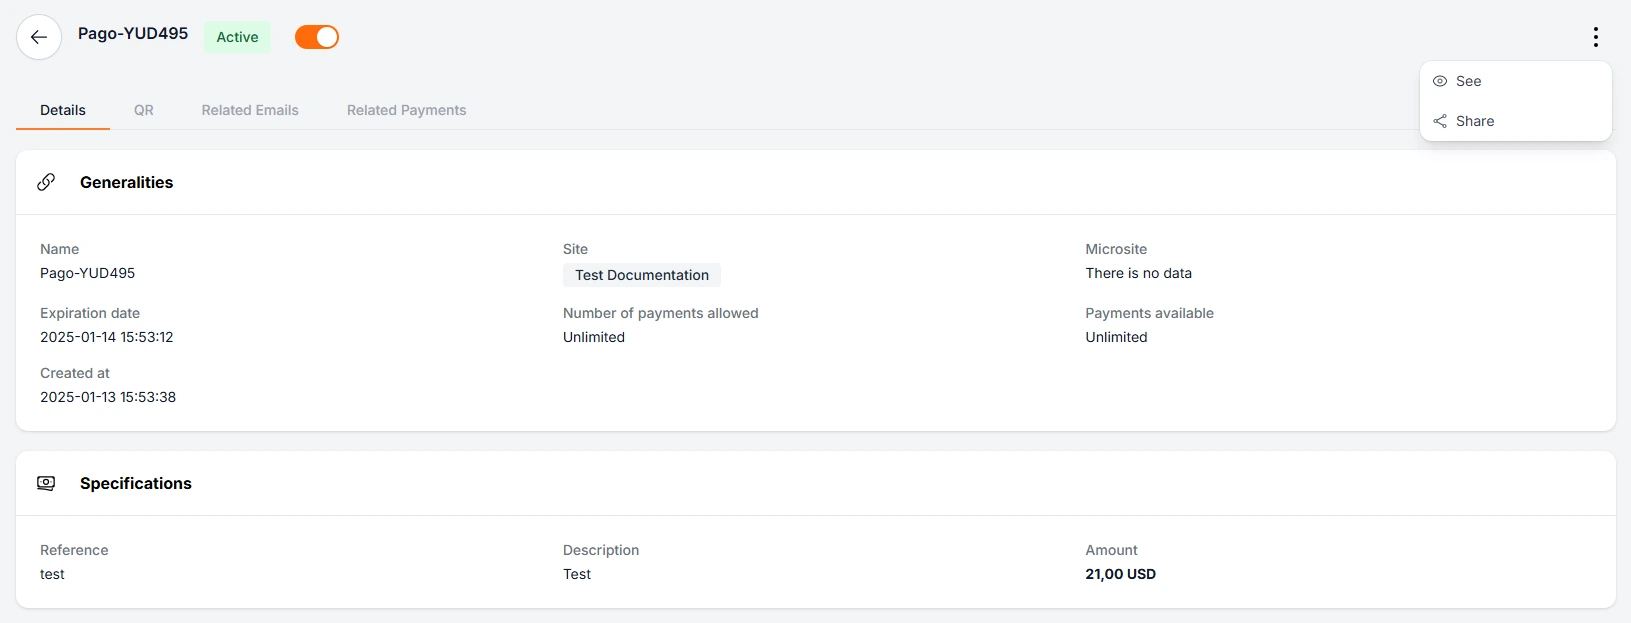 Pago-YUD495
Active
See
Share
Details
QR
Related Emails
Related Payments
Generalities
Name
Site
Microsite
Pago-YUD495
Test Documentation
There is no data
Expiration date
Number of payments allowed
Payments available
2025-01-14 15:53:12
Unlimited
Unlimited
Created at
2025-01-13 15:53:38
Specifications
Reference
Description
Amount
test
Test
21,00 USD